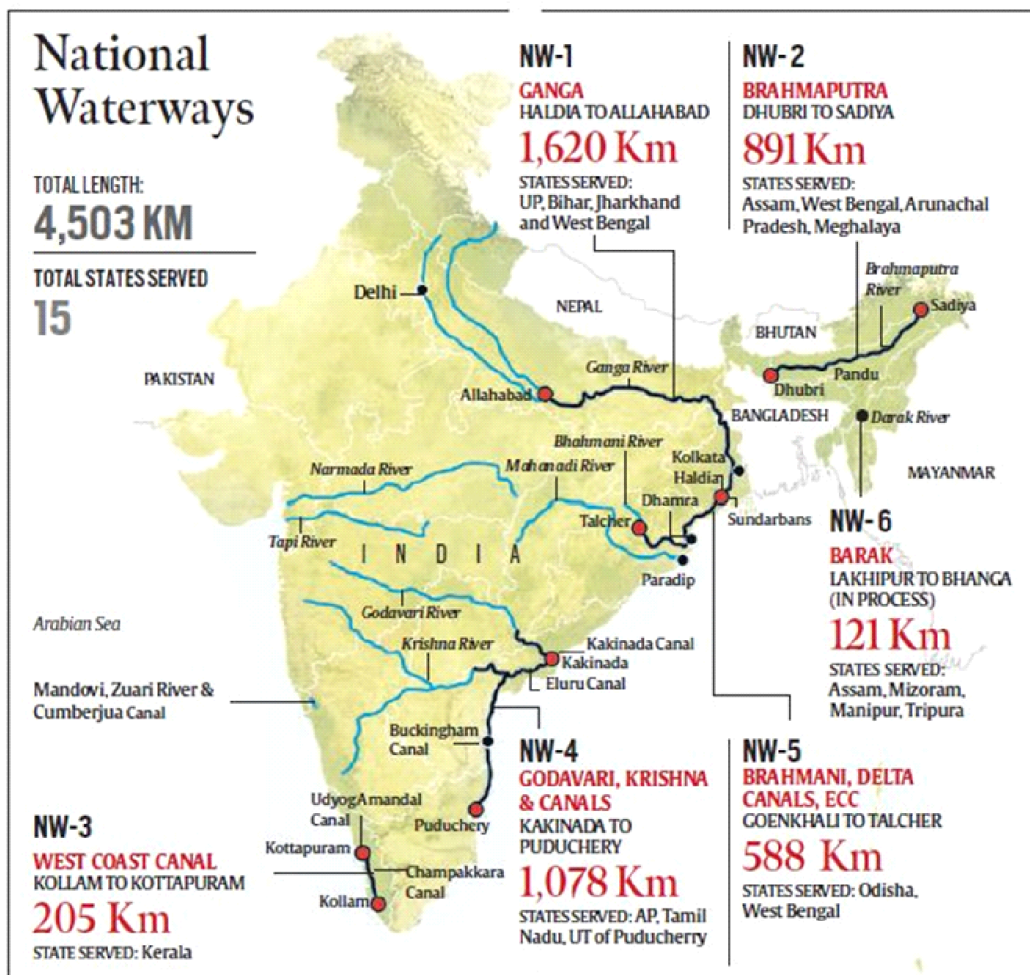 National
Waterways
TOTAL LENGTH:
4,503 KM
TOTAL STATES SERVED
15
NW-1
GANGA
HALDIA TO ALLAHABAD
1,620 Km
STATES SERVED:
UP, Bihar, Jharkhand
and West Bengal
NW-2
BRAHMAPUTRA
DHUBRI TO SADIYA
891 Km
STATES SERVED:
Assam, West Bengal, Arunachal
Pradesh, Meghalaya
Brahmaputra
River
Sadiya
Delhi
NEPAL
BHUTAN
PAKISTAN
Ganga River
Pandu
Dhubri
Allahabad
BANGLADESH
Darak River
Bhahmani River
Kolkata
Narmada River
Mahanadi River
Haldia
MAYANMAR
Dhamra
Talcher
Sundarbans
Tapi River
INDIA
Paradip
NW-6
BARAK
LAKHIPUR TO BHANGA
(IN PROCESS)
121 Km
STATES SERVED:
Assam, Mizoram,
Manipur, Tripura
Godavari River
Arabian Sea
Krishna River
Kakinada Canal
Kakinada
Eluru Canal
Mandovi, Zuari River &
Cumberjua Canal
Buckingham
Canal
NW-4
GODAVARI, KRISHNA
& CANALS
KAKINADA TO
PUDUCHERY
1,078 Km
STATES SERVED: AP, Tamil
Nadu, UT of Puducherry
NW-5
BRAHMANI, DELTA
CANALS, ECC
GOENKHALI TO TALCHER
588 Km
STATES SERVED: Odisha,
West Bengal
Udyog Amandal
Canal
Puduchery
Kottapuram
Champakkara
Canal
Kollam
NW-3
WEST COAST CANAL
KOLLAM TO KOTTAPURAM
205 Km
STATE SERVED: Kerala